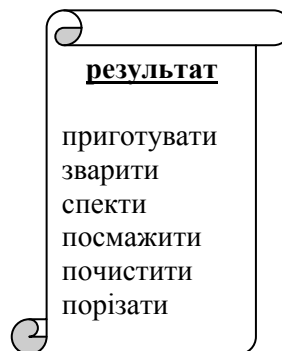 результат
приготувати
зварити
спекти
посмажити
почистити
порізати